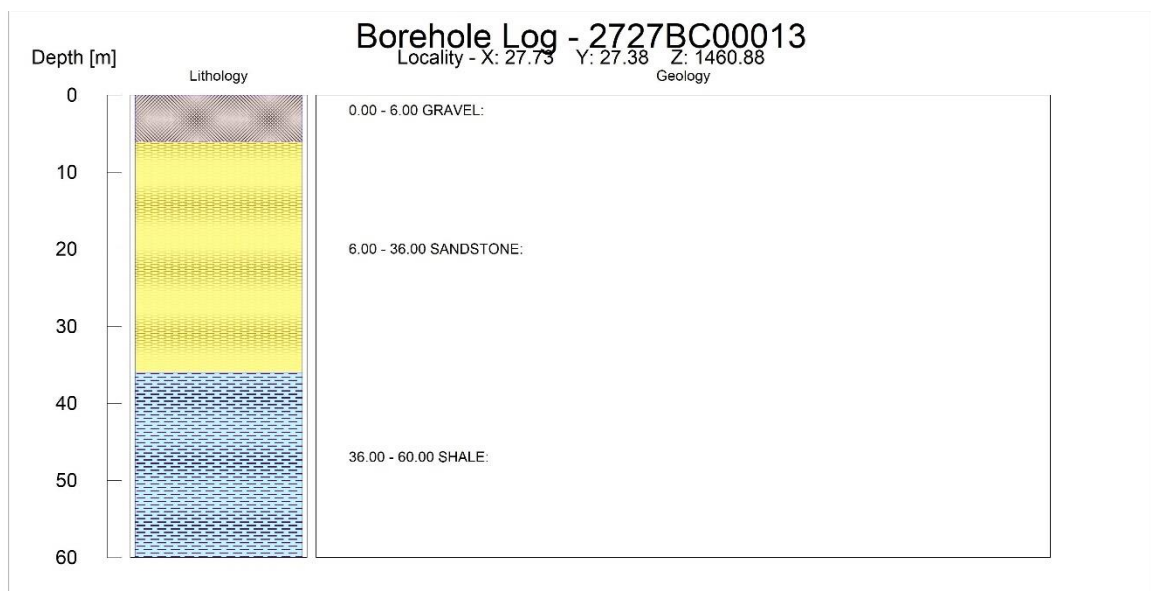 Borehole Log - 2727BC00013
Locality - X: 27.73 Y: 27.38 Z: 1460.88
Depth [m]
Lithology
Geology
0
0.00 - 6.00 GRAVEL:
10
20
6.00 - 36.00 SANDSTONE:
30
40
36.00 - 60.00 SHALE:
50
60